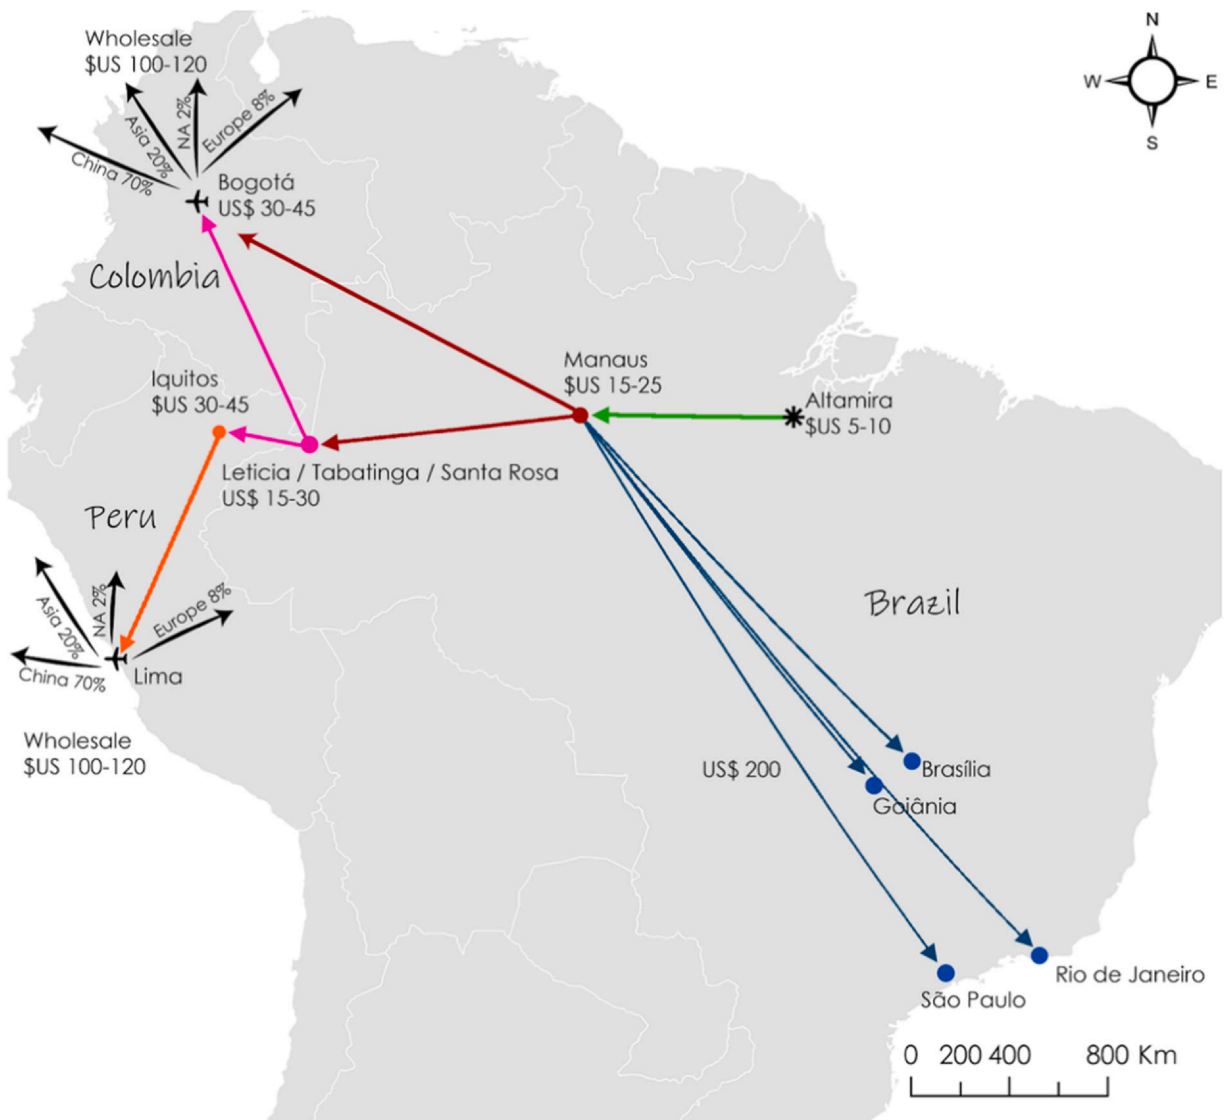 N
W
E
S
Wholesale
$US 100-120
China 70%
Asia 20%
NA 2%
Europe 8%
Bogotá
US$ 30-45
Colombia
Manaus
$US 15-25
Iquitos
$US 30-45
Altamira
$US 5-10
Leticia / Tabatinga / Santa Rosa
US$ 15-30
Peru
Asia 20%
NA 2%
Europe 8%
China 70%
Lima
Brazil
Wholesale
$US 100-120
US$ 200
Brasília
Goiânia
Rio de Janeiro
São Paulo
0 200 400 800 Km